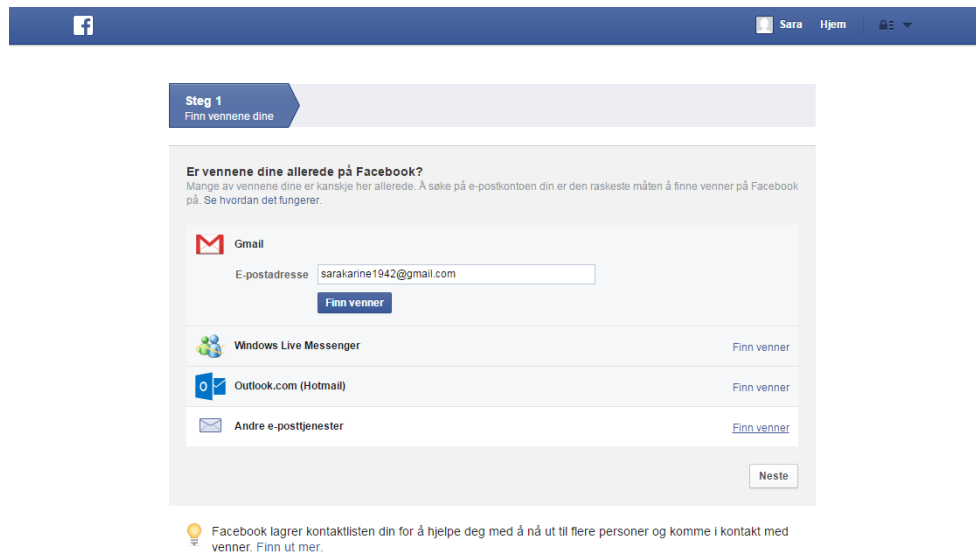 f
Sara Hjem
Steg 1
Finn vennene dine
Er vennene dine allerede på Facebook?
Mange av vennene dine er kanskje her allerede. Å søke på e-postkontoen din er den raskeste måten å finne venner på Facebook
på. Se hvordan det fungerer.
Gmail
E-postadresse sarakarine1942@gmail.com
Finn venner
Windows Live Messenger Finn venner
Outlook.com (Hotmail) Finn venner
Andre e-posttjenester Finn venner
Neste
Facebook lagrer kontaktlisten din for å hjelpe deg med å nå ut til flere personer og komme i kontakt med
venner. Finn ut mer.